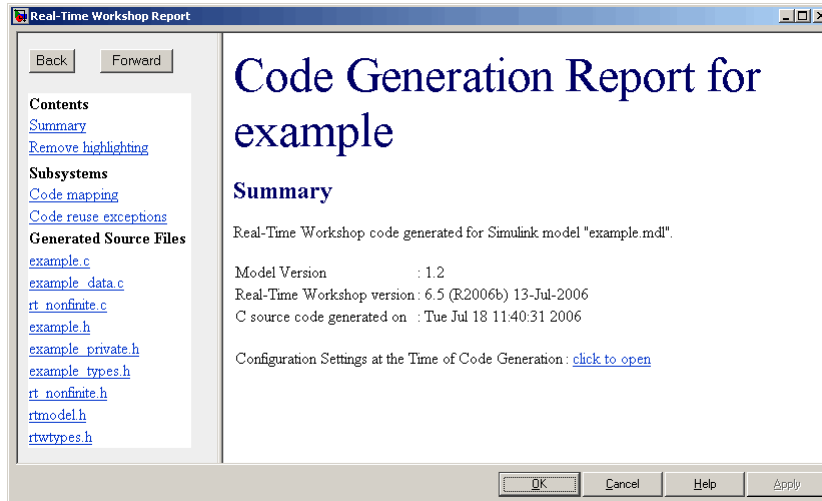 Real-Time Workshop Report
Back
Forward
Contents
Summary
Remove highlighting
Subsystems
Code mapping
Code reuse exceptions
Generated Source Files
example.c
example_data.c
rt_nonfinite.c
example.h
example_private.h
example_types.h
rt_nonfinite.h
rtmodel.h
rtwtypes.h
Code Generation Report for
example
Summary
Real-Time Workshop code generated for Simulink model "example.mdl".
Model Version : 1.2
Real-Time Workshop version : 6.5 (R2006b) 13-Jul-2006
C source code generated on : Tue Jul 18 11:40:31 2006
Configuration Settings at the Time of Code Generation : click to open
OK
Cancel
Help
Apply